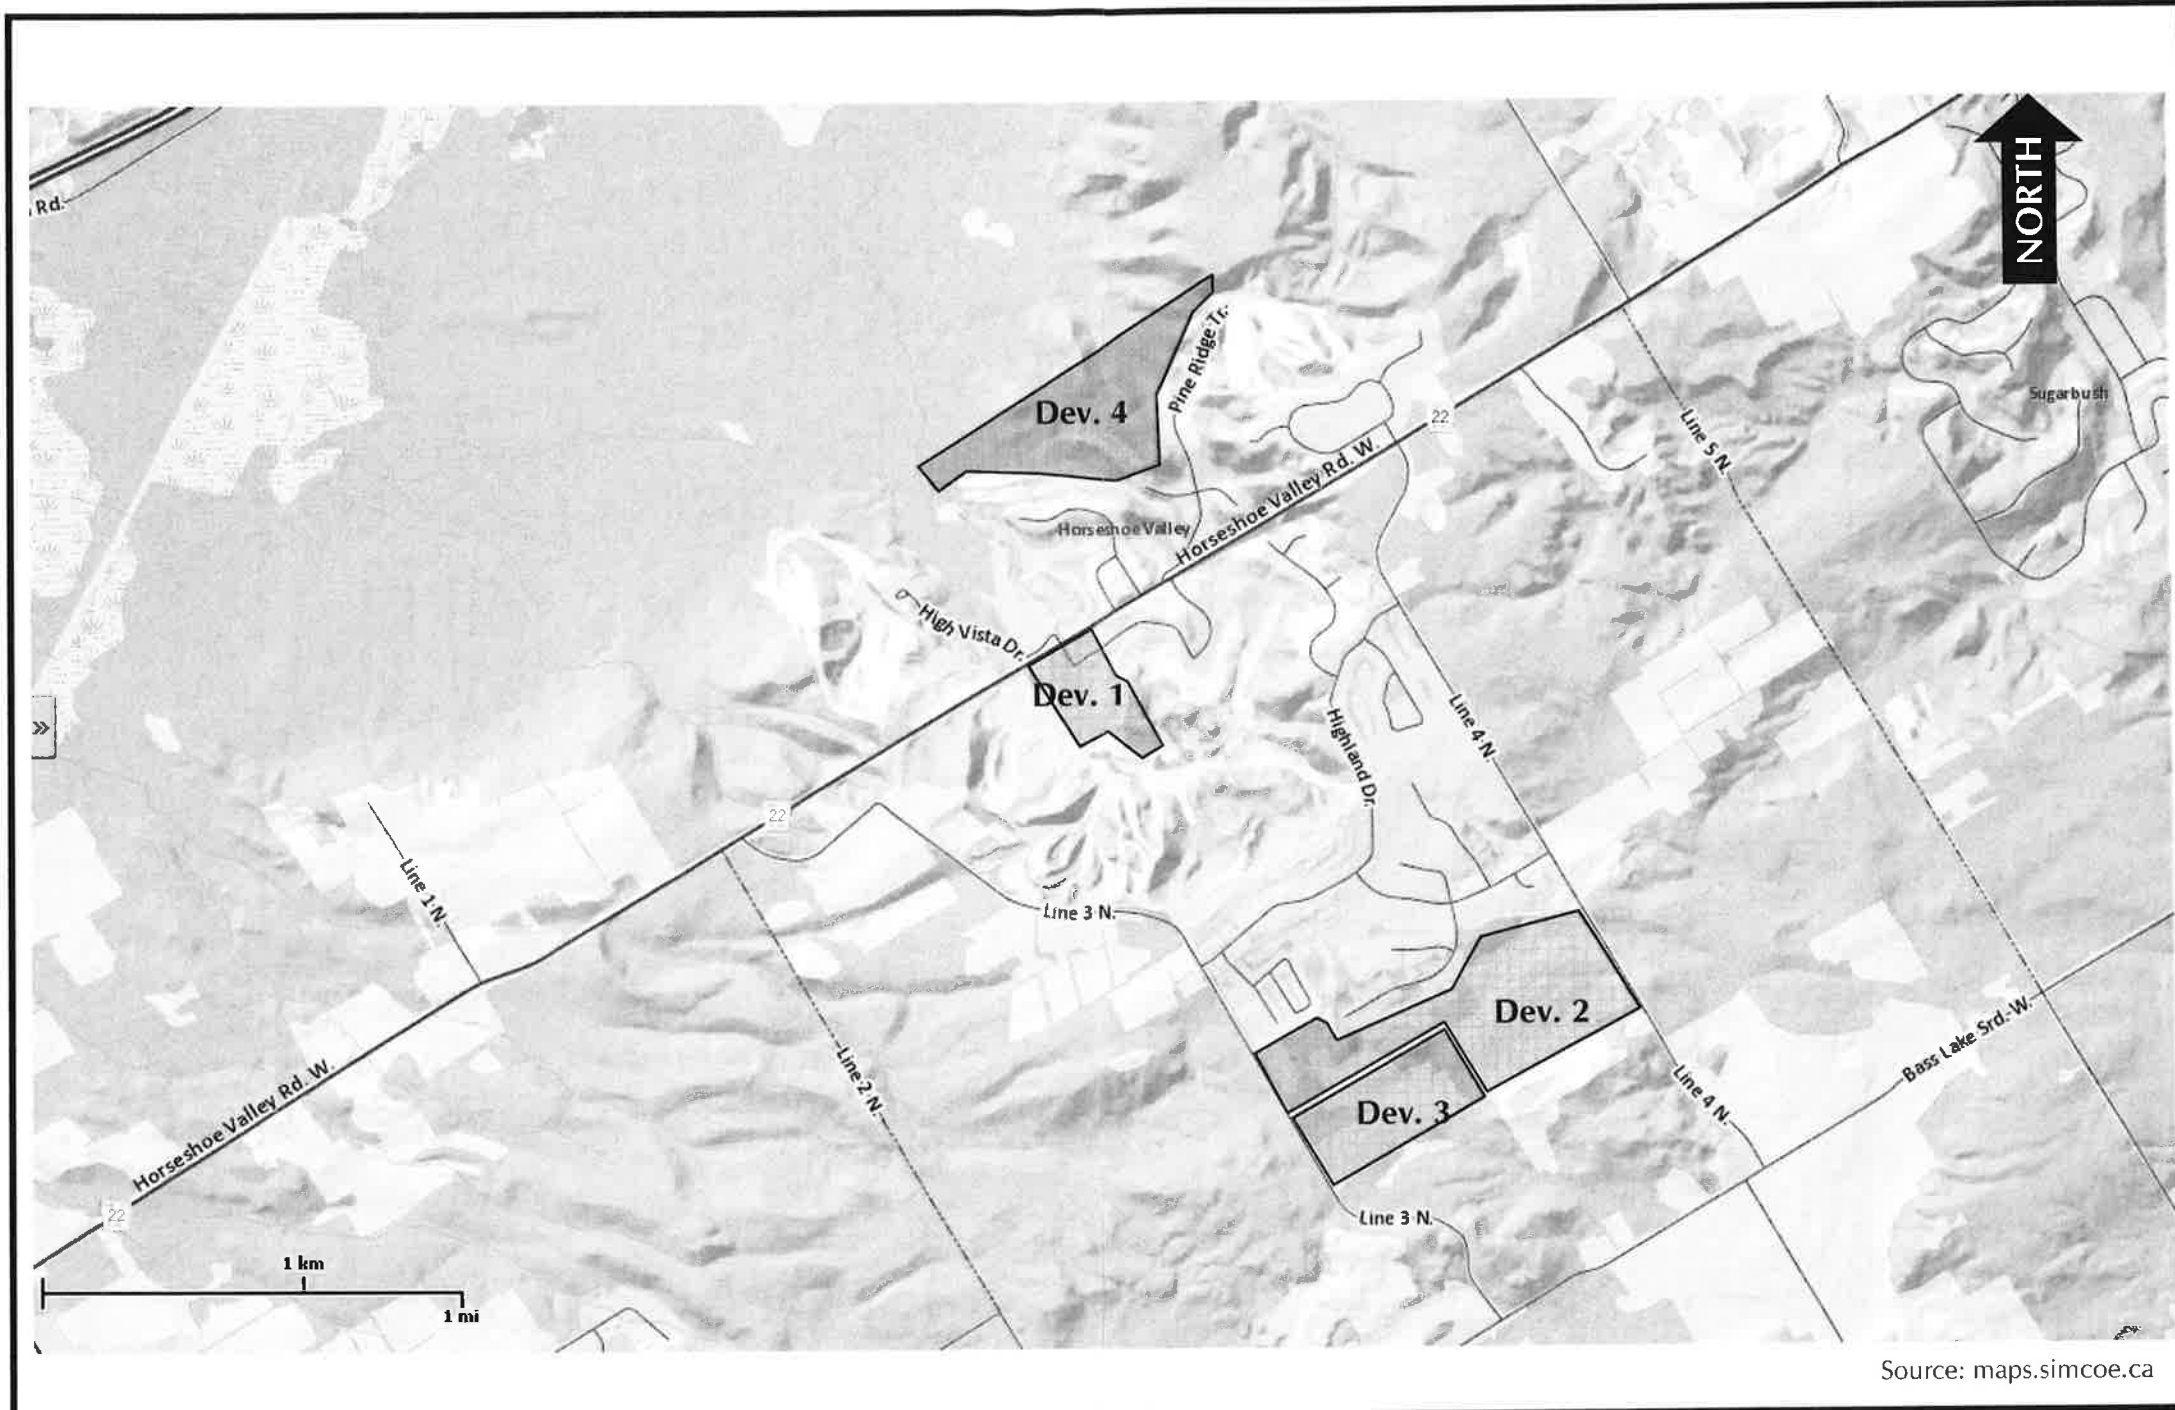 Rd.
NORTH
Pine Ridge Tr.
Dev. 4
Sugarbush
22
Line 5 N.
Horseshoe Valley
Horseshoe Valley Rd. W.
High Vista Dr.
Dev. 1
Highland Dr.
Line 4 N.
»
22
Line 1 N.
Line 3 N.
Dev. 2
Bass Lake Srd. W.
Line 2 N.
Line 4 N.
Dev. 3
Horseshoe Valley Rd. W.
22
Line 3 N.
1 km
1 mi
Source: maps.simcoe.ca